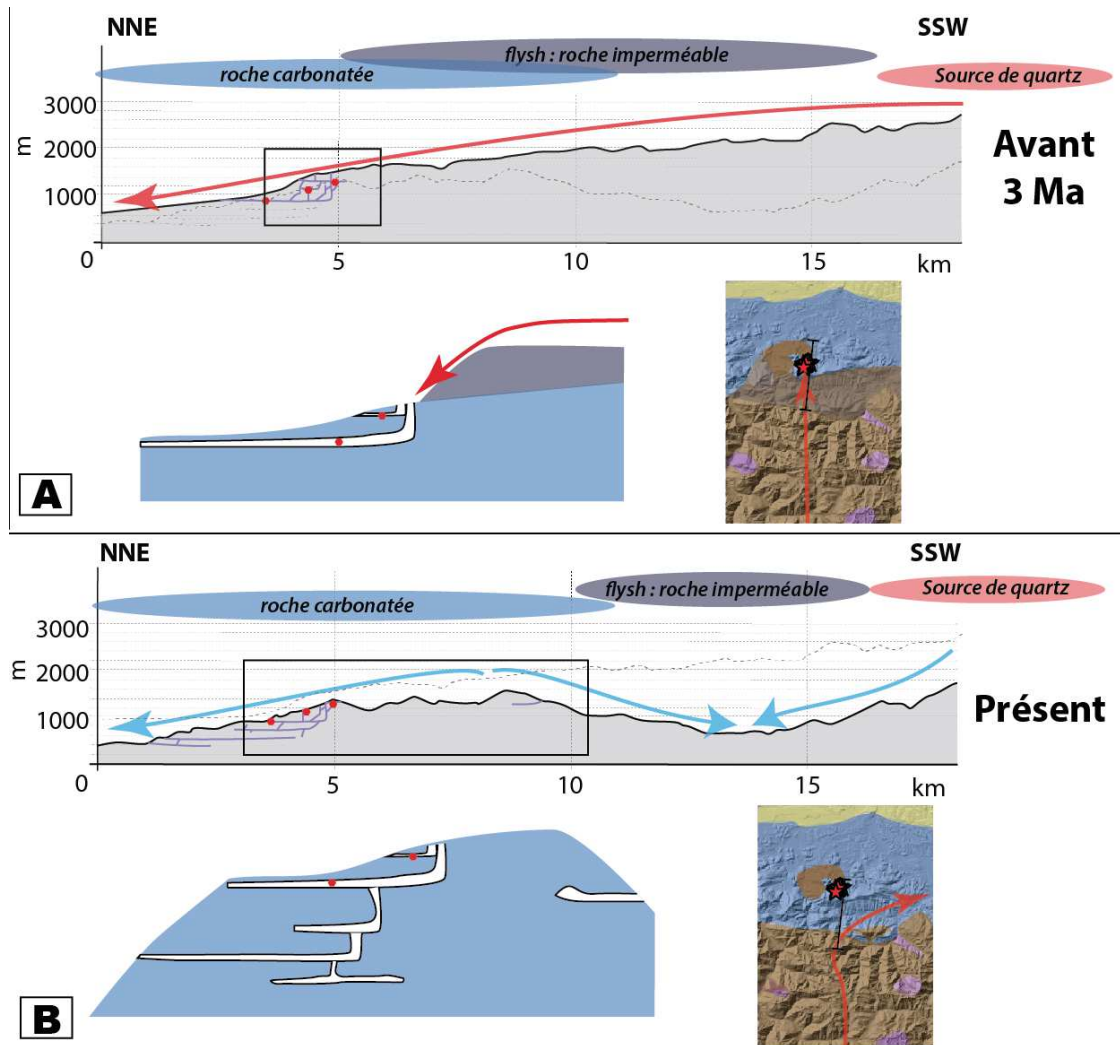 NNE
SSW
flysh : roche imperméable
roche carbonatée
Source de quartz
3000
2000
1000
0
m
5
10
15
km
Avant
3 Ma
A
NNE
SSW
flysh : roche imperméable
Source de quartz
roche carbonatée
3000
2000
1000
0
m
5
10
15
km
Présent
B